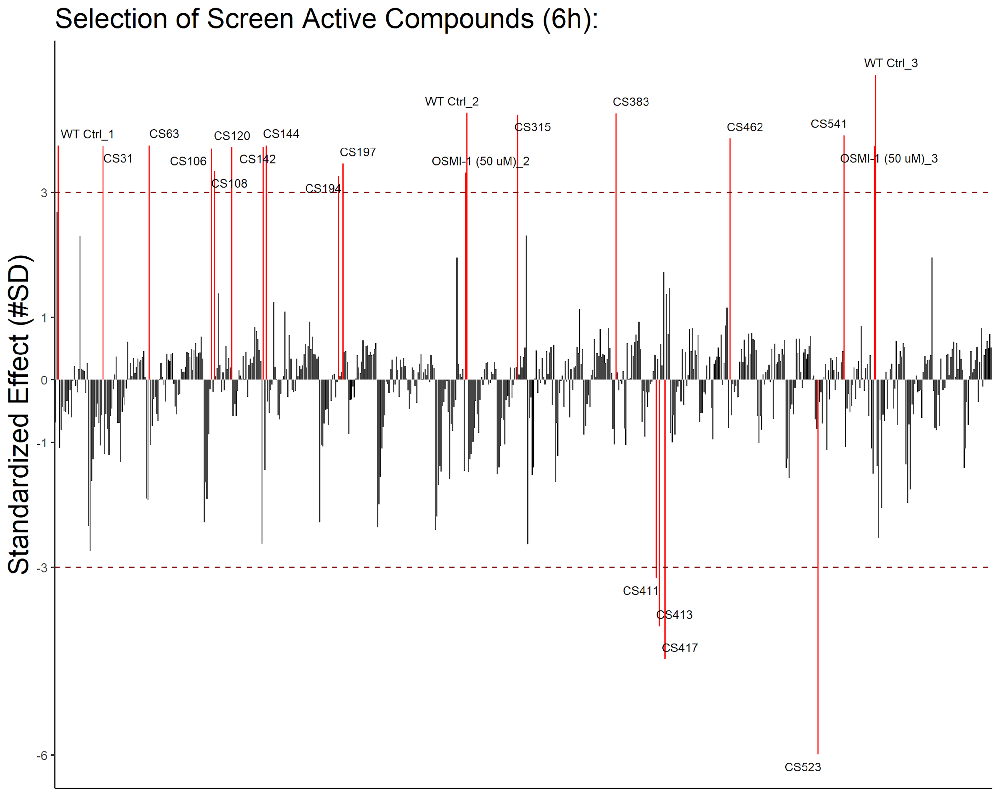 Selection of Screen Active Compounds (6h):
WT Ctrl_3
WT Ctrl_2
CS383
CS541
CS462
CS315
WT Ctrl_1
CS63
CS120
CS144
CS197
CS31
CS106
CS142
OSMI-1 (50 uM)_2
OSMI-1 (50 uM)_3
CS108
CS194
3
1
0
-1
-3
-6
Standardized Effect (#SD)
CS411
CS413
CS417
CS523